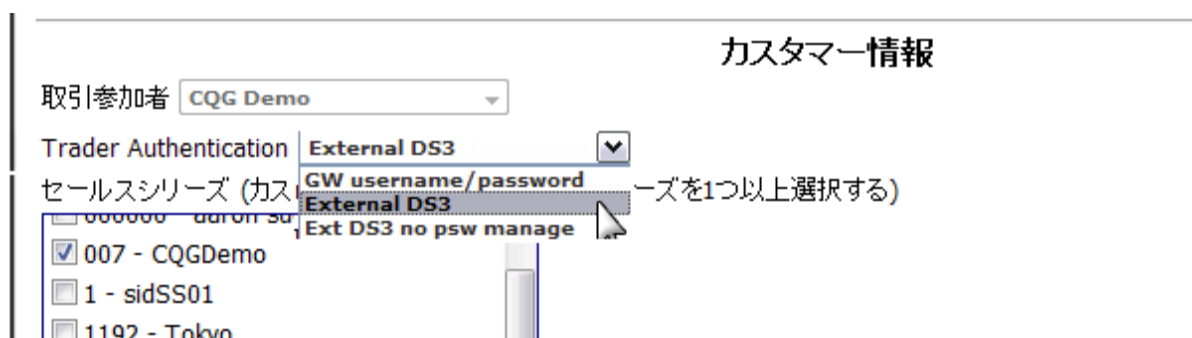 カスタマー情報
取引参加者 CQG Demo
Trader Authentication External DS3
GW username/password
セールスシリーズ (カス ーズを1つ以上選択する)
External DS3
Ext DS3 no psw manage
007 - CQGDemo
1 - sidSS01
1192 - Tokyo